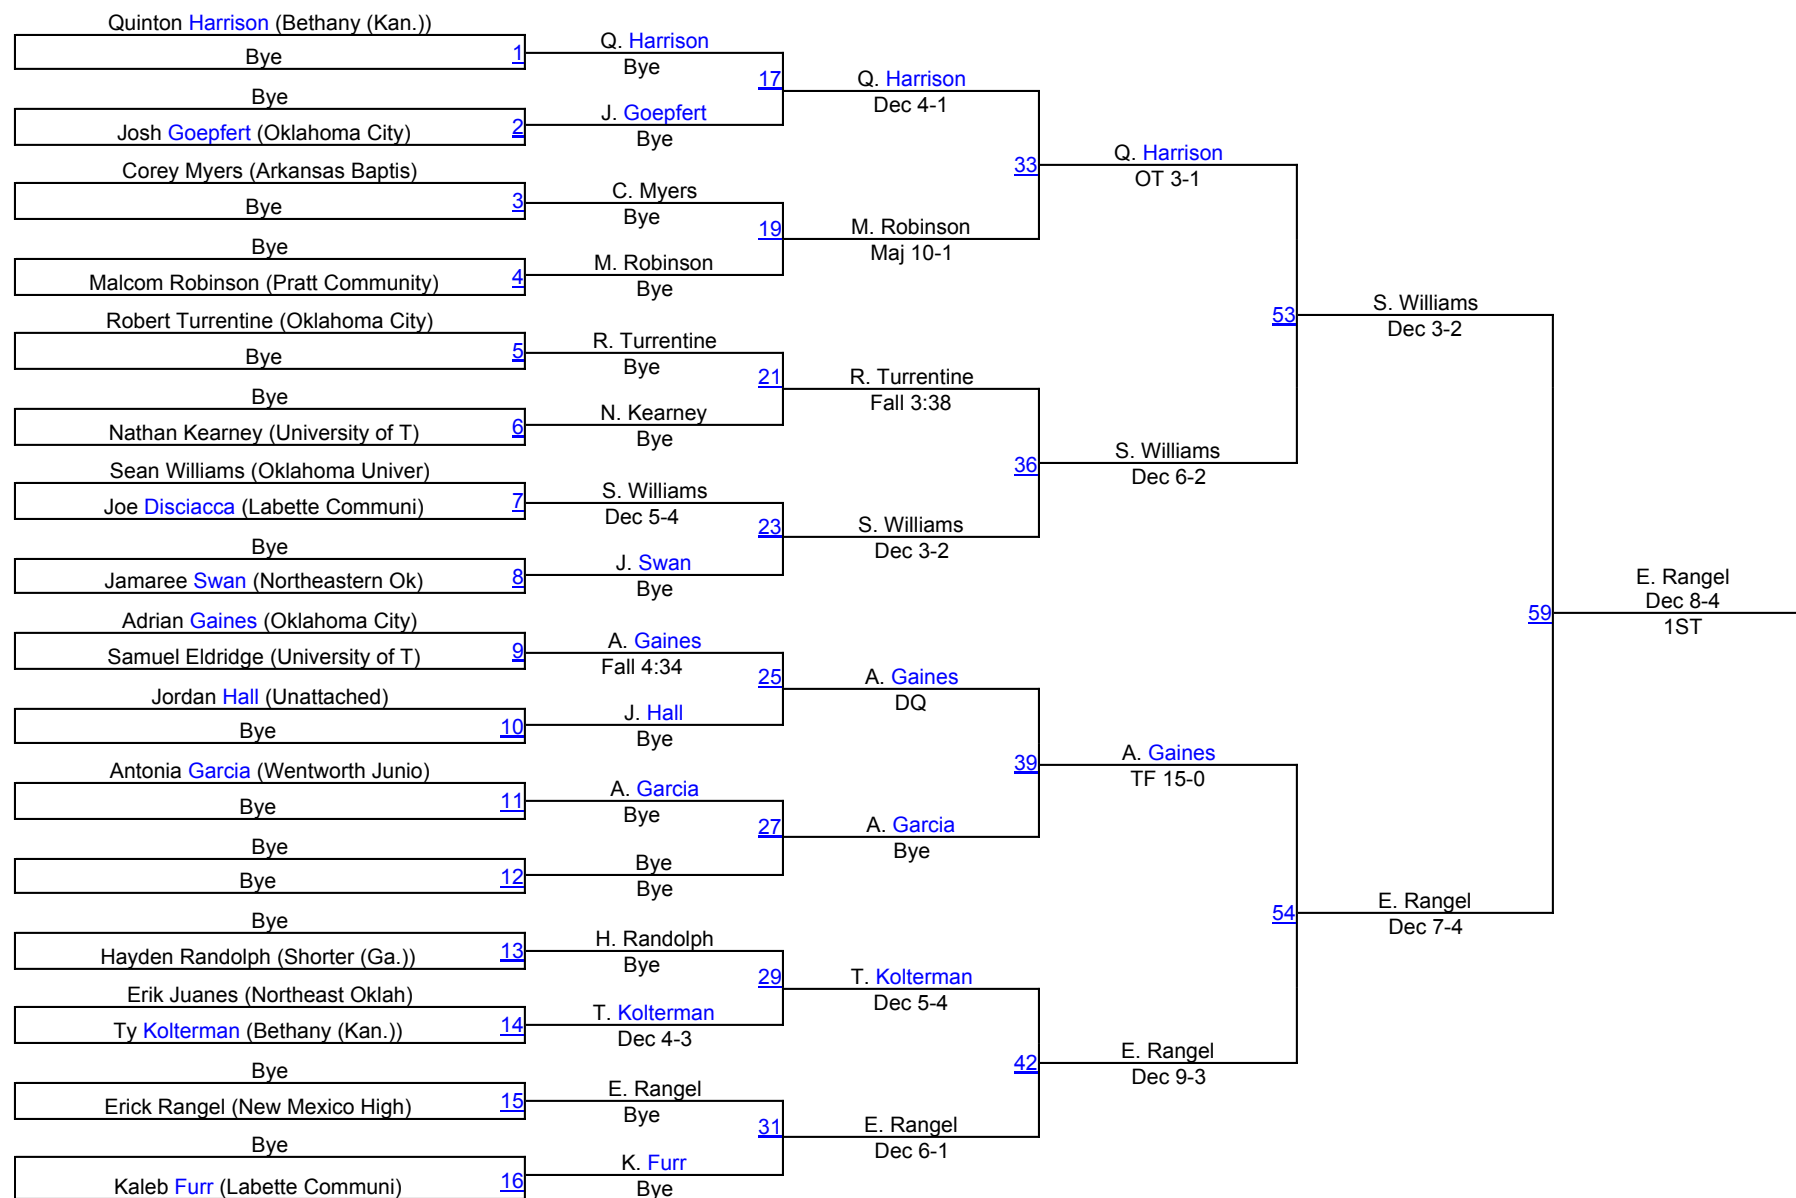 Quinton Harrison (Bethany (Kan.))
Bye
1
Bye
Josh Goepfert (Oklahoma City)
2
Corey Myers (Arkansas Baptis)
Bye
3
Bye
Malcom Robinson (Pratt Community)
4
Robert Turrentine (Oklahoma City)
Bye
5
Bye
Nathan Kearney (University of T)
6
Sean Williams (Oklahoma Univer)
Joe Disciacca (Labette Communi)
7
Bye
Jamaree Swan (Northeastern Ok)
8
Adrian Gaines (Oklahoma City)
Samuel Eldridge (University of T)
9
Jordan Hall (Unattached)
Bye
10
Antonia Garcia (Wentworth Junio)
Bye
11
Bye
Bye
12
Bye
Hayden Randolph (Shorter (Ga.))
13
Erik Juanes (Northeast Oklah)
Ty Kolterman (Bethany (Kan.))
14
Bye
Erick Rangel (New Mexico High)
15
Bye
Kaleb Furr (Labette Communi)
16
Q. Harrison
Bye
17
J. Goepfert
Bye
C. Myers
Bye
19
M. Robinson
Bye
R. Turrentine
Bye
21
N. Kearney
Bye
S. Williams
Dec 5-4
23
J. Swan
Bye
A. Gaines
Fall 4:34
25
J. Hall
Bye
A. Garcia
Bye
27
Bye
Bye
H. Randolph
Bye
29
T. Kolterman
Dec 4-3
E. Rangel
Bye
31
K. Furr
Bye
Q. Harrison
Dec 4-1
33
M. Robinson
Maj 10-1
R. Turrentine
Fall 3:38
36
S. Williams
Dec 3-2
A. Gaines
DQ
39
A. Garcia
Bye
T. Kolterman
Dec 5-4
42
E. Rangel
Dec 6-1
Q. Harrison
OT 3-1
53
S. Williams
Dec 6-2
A. Gaines
TF 15-0
54
E. Rangel
Dec 9-3
S. Williams
Dec 3-2
59
E. Rangel
Dec 7-4
E. Rangel
Dec 8-4
1ST